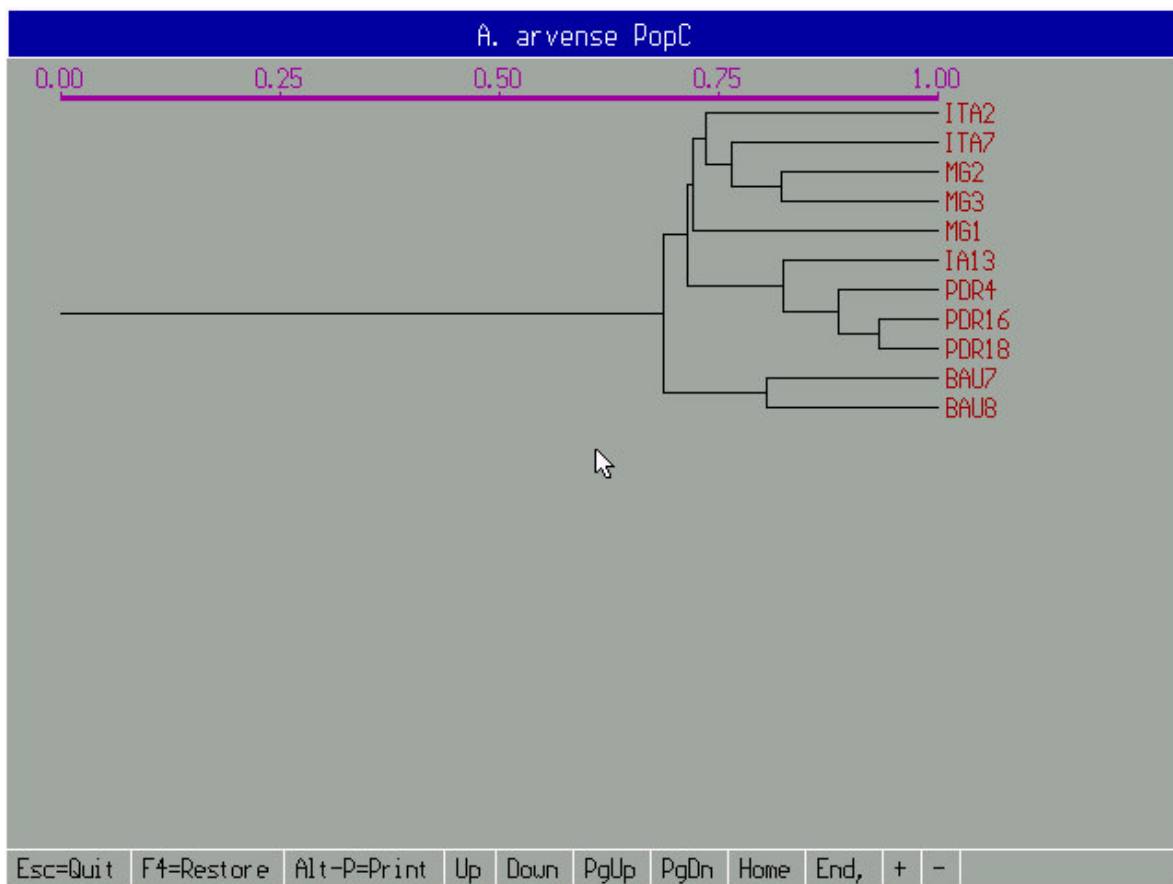 A. arvense PopC
0.00 0.25 0.50 0.75 1.00
ITA2
ITA7
MG2
MG3
MG1
IA13
PDR4
PDR16
PDR18
BAU7
BAU8
Esc=Quit F4=Restore Alt-P=Print Up Down PgUp PgDn Home End, + -